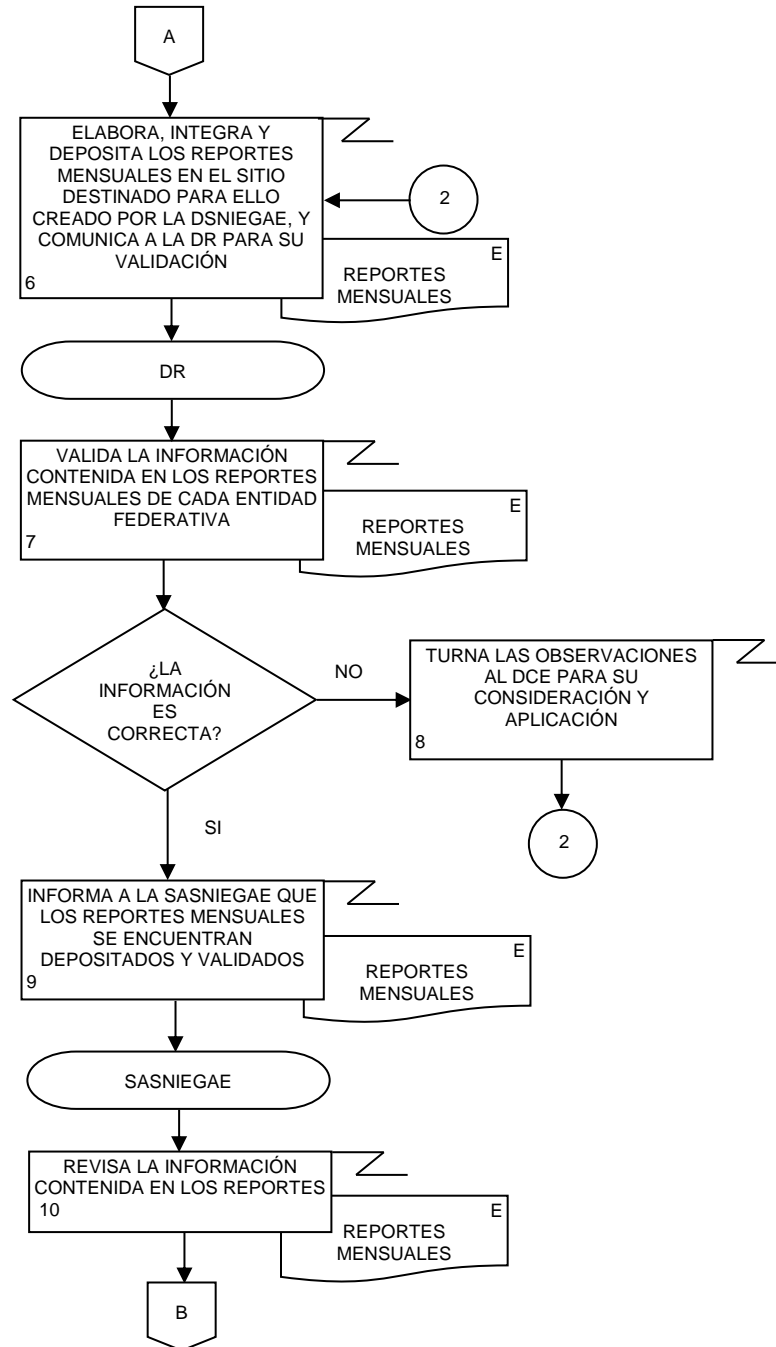 A
ELABORA, INTEGRA Y
DEPOSITA LOS REPORTES
MENSUALES EN EL SITIO
DESTINADO PARA ELLO
CREADO POR LA DSNIEGAE, Y
COMUNICA A LA DR PARA SU
VALIDACIÓN
6
2
E
REPORTES
MENSUALES
DR
VALIDA LA INFORMACIÓN
CONTENIDA EN LOS REPORTES
MENSUALES DE CADA ENTIDAD
FEDERATIVA
7
E
REPORTES
MENSUALES
¿LA
INFORMACIÓN
ES
CORRECTA?
NO
TURNA LAS OBSERVACIONES
AL DCE PARA SU
CONSIDERACIÓN Y
APLICACIÓN
8
2
SI
INFORMA A LA SASNIEGAE QUE
LOS REPORTES MENSUALES
SE ENCUENTRAN
DEPOSITADOS Y VALIDADOS
9
E
REPORTES
MENSUALES
SASNIEGAE
REVISA LA INFORMACIÓN
CONTENIDA EN LOS REPORTES
10
E
REPORTES
MENSUALES
B